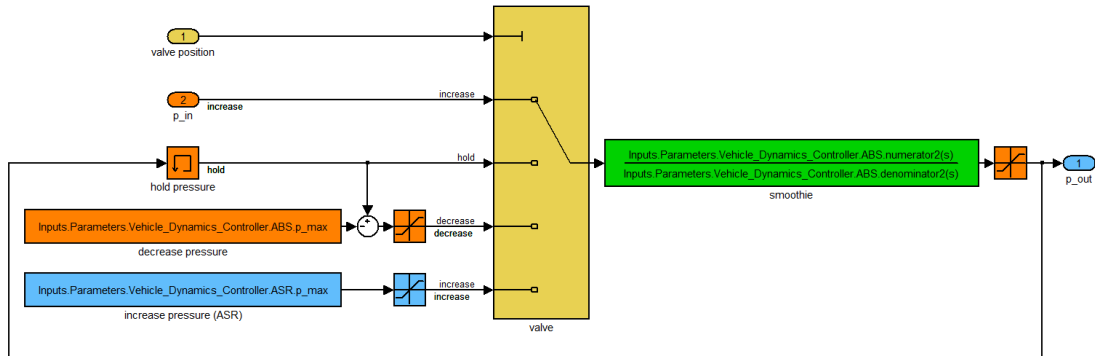 1
valve position
2
p_in
increase
increase
hold pressure
hold
hold
Inputs.Parameters.Vehicle_Dynamics_Controller.ABS.p_max
decrease pressure
+
−
decrease
decrease
Inputs.Parameters.Vehicle_Dynamics_Controller.ASR.p_max
increase pressure (ASR)
increase
increase
valve
Inputs.Parameters.Vehicle_Dynamics_Controller.ABS.numerator2(s)
Inputs.Parameters.Vehicle_Dynamics_Controller.ABS.denominator2(s)
smoothie
1
p_out